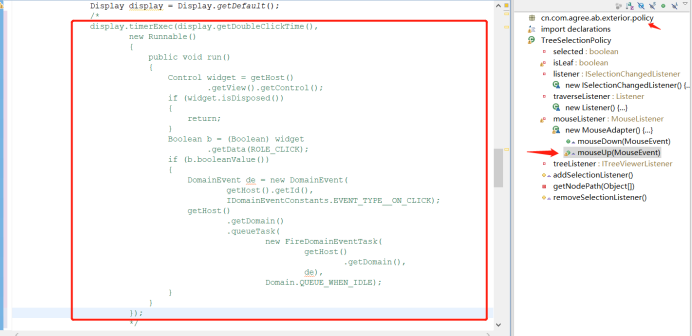 Display display = Display.getDefault();
/*
display.timerExec(display.getDoubleClickTime(),
new Runnable()
{
public void run()
{
Control widget = getHost()
.getView().getControl();
if (widget.isDisposed())
{
return;
}
Boolean b = (Boolean) widget
.getData(ROLE_CLICK);
if (b.booleanValue())
{
DomainEvent de = new DomainEvent(
getHost().getId(),
IDomainEventConstants.EVENT_TYPE__ON_CLICK);
getHost()
.getDomain()
.queueTask(
new FireDomainEventTask(
getHost()
.getDomain(),
de),
Domain.QUEUE_WHEN_IDLE);
}
}
});
*/
cn.com.agree.ab.exterior.policy
import declarations
TreeSelectionPolicy
selected : boolean
isLeaf : boolean
listener : ISelectionChangedListener
new ISelectionChangedListener() {...}
traverseListener : Listener
new Listener() {...}
mouseListener : MouseListener
new MouseAdapter() {...}
mouseDown(MouseEvent)
mouseUp(MouseEvent)
treeListener : ITreeViewerListener
addSelectionListener()
getNodePath(Object[])
removeSelectionListener()